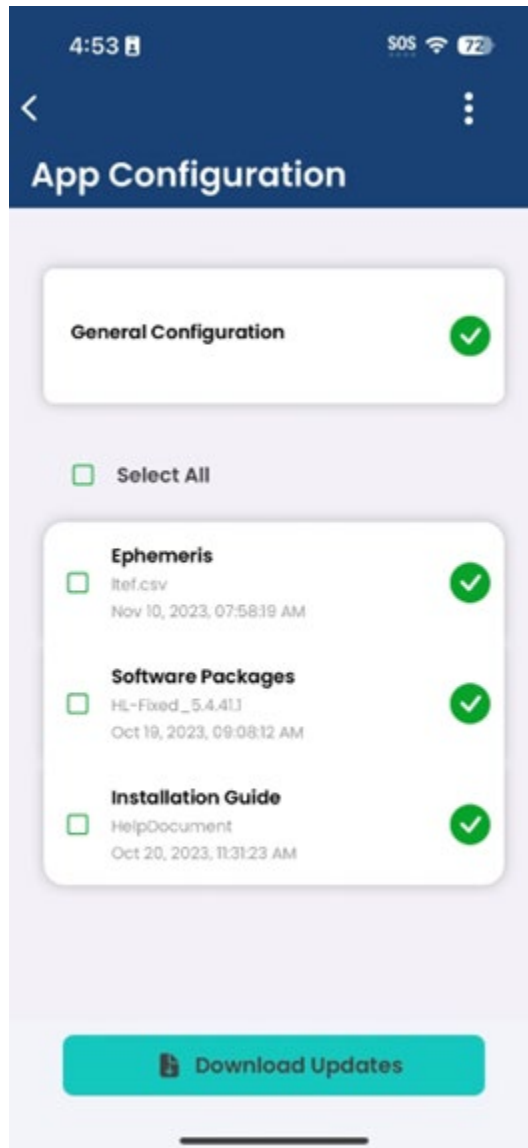 4:53
SOS 72
App Configuration
General Configuration
Select All
Ephemeris
ltef.csv
Nov 10, 2023, 07:58:19 AM
Software Packages
HL-Fixed_5.4.41.1
Oct 19, 2023, 09:08:12 AM
Installation Guide
HelpDocument
Oct 20, 2023, 11:31:23 AM
Download Updates